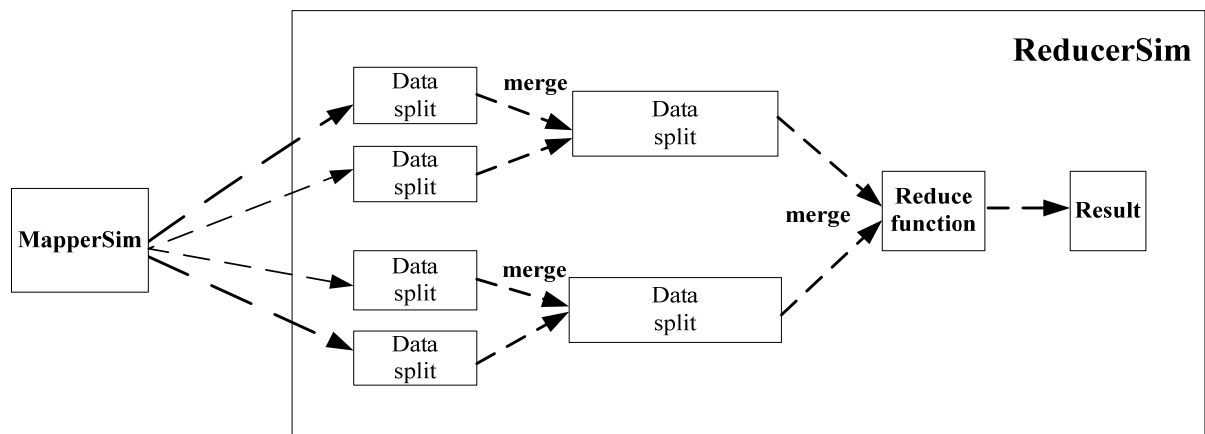 ReducerSim
Data
split
merge
Data
split
Data
split
Data
split
MapperSim
Reduce
function
merge
Result
Data
split
merge
Data
split
Data
split